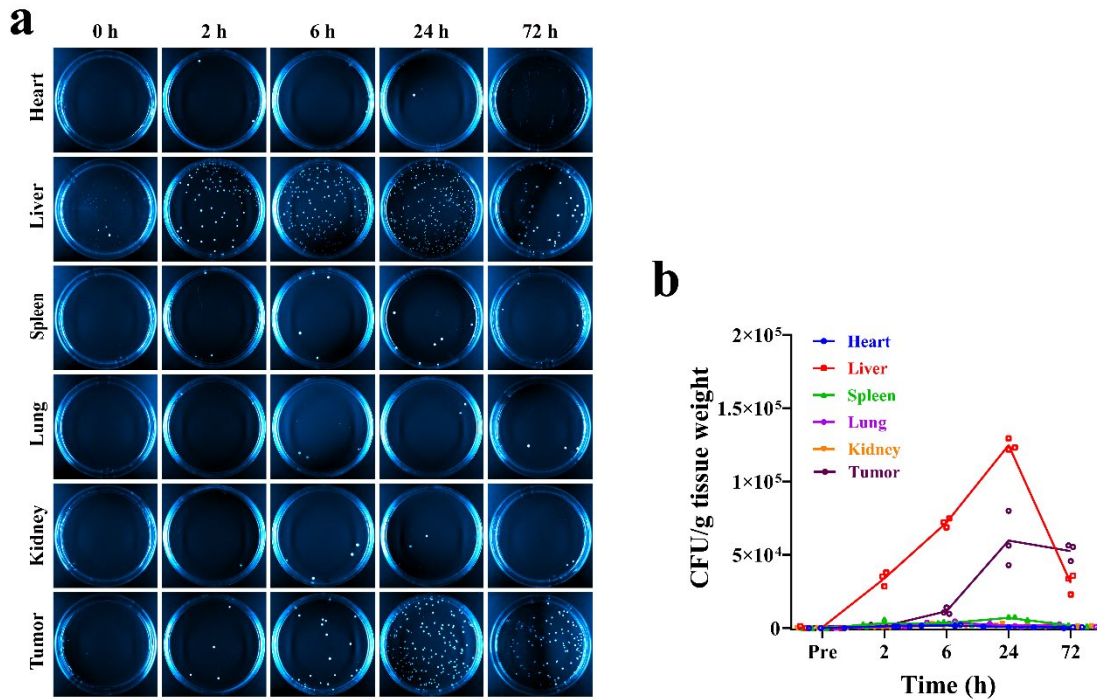 a
0 h 2 h 6 h 24 h 72 h
Heart
Liver
Spleen
Lung
Kidney
Tumor
b
CFU/g tissue weight
2×10⁵
1.5×10⁵
1×10⁵
5×10⁴
0
Heart
Liver
Spleen
Lung
Kidney
Tumor
Pre 2 6 24 72
Time (h)